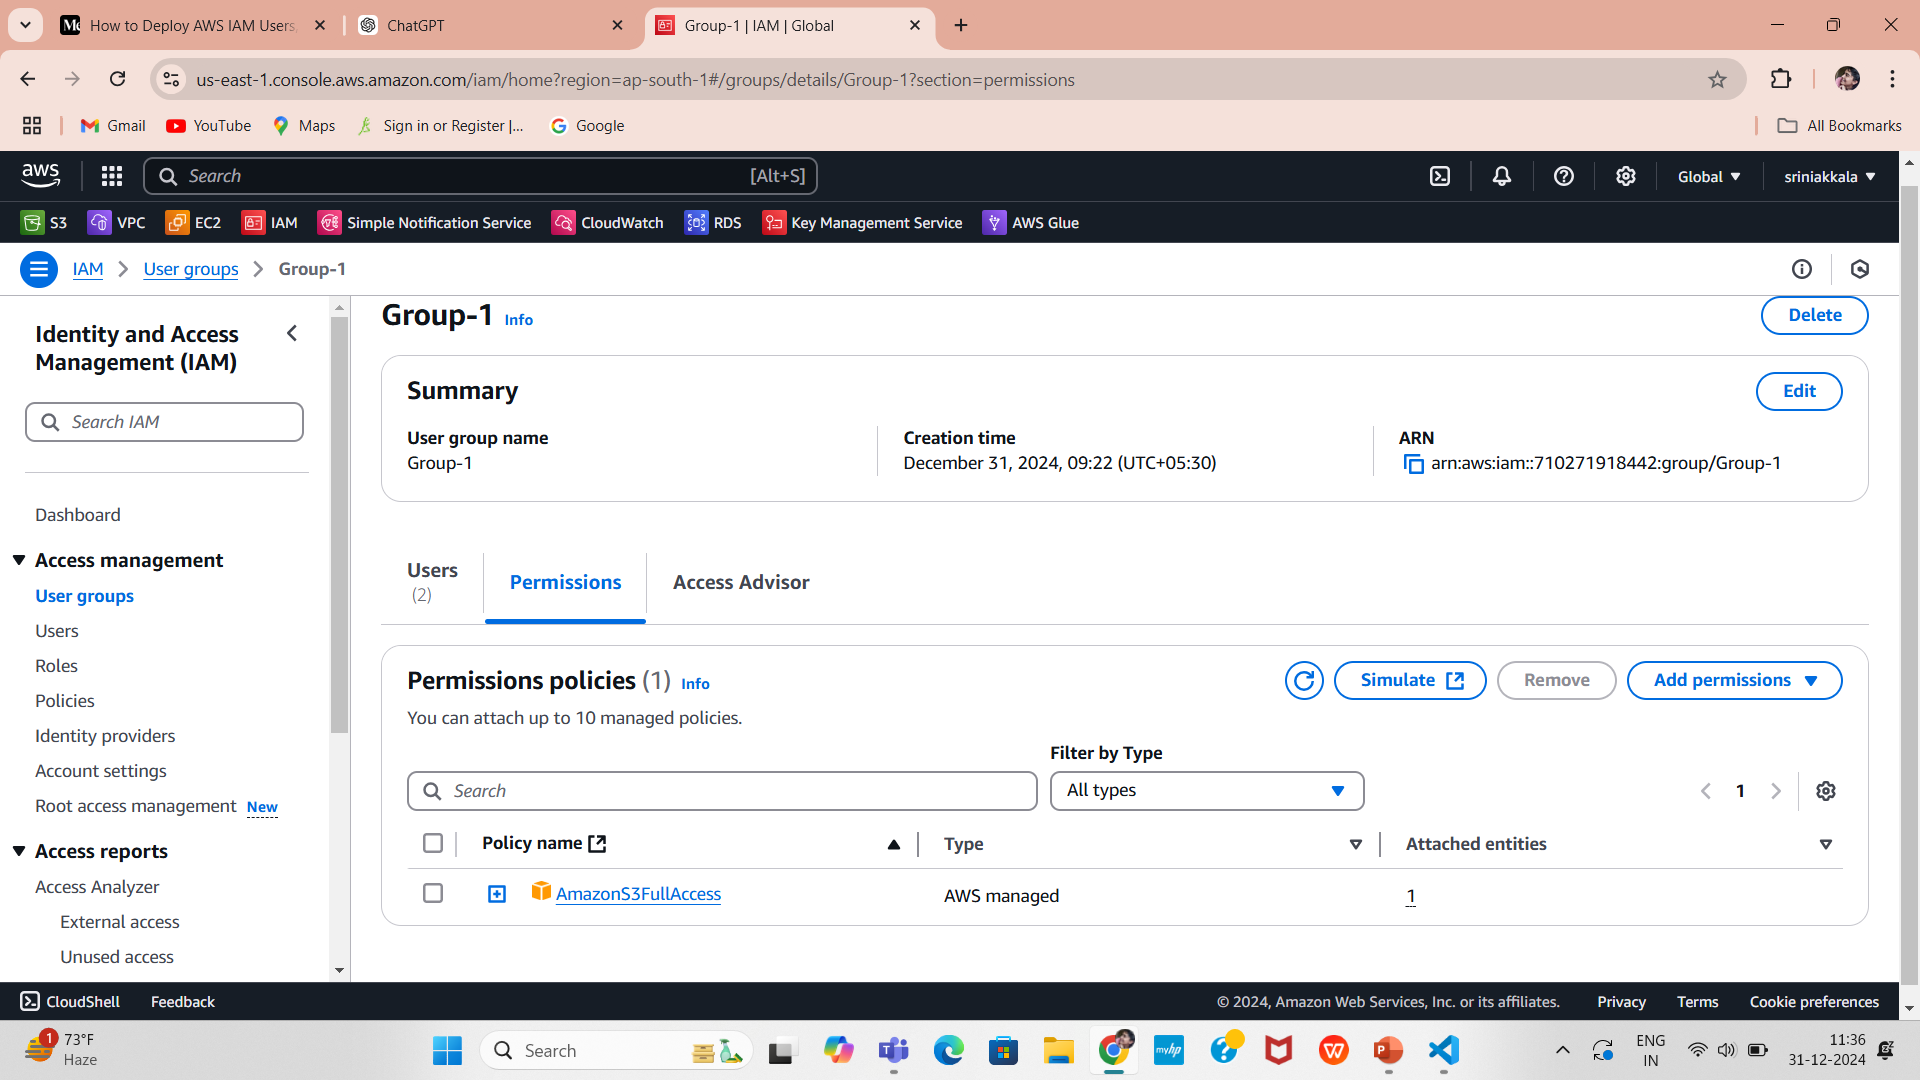 How to Deploy AWS IAM Users,
ChatGPT
Group-1 | IAM | Global
us-east-1.console.aws.amazon.com/iam/home?region=ap-south-1#/groups/details/Group-1?section=permissions
Gmail
YouTube
Maps
Sign in or Register |...
Google
All Bookmarks
aws
Search
[Alt+S]
Global
sriniakkala
S3
VPC
EC2
IAM
Simple Notification Service
CloudWatch
RDS
Key Management Service
AWS Glue
IAM
User groups
Group-1
Identity and Access
Management (IAM)
Search IAM
Dashboard
Access management
User groups
Users
Roles
Policies
Identity providers
Account settings
Root access management New
Access reports
Access Analyzer
External access
Unused access
Group-1 Info
Delete
Summary
Edit
User group name
Group-1
Creation time
December 31, 2024, 09:22 (UTC+05:30)
ARN
arn:aws:iam::710271918442:group/Group-1
Users
(2)
Permissions
Access Advisor
Permissions policies (1) Info
Simulate
Remove
Add permissions
You can attach up to 10 managed policies.
Filter by Type
Search
All types
1
Policy name
Type
Attached entities
AmazonS3FullAccess
AWS managed
1
CloudShell
Feedback
© 2024, Amazon Web Services, Inc. or its affiliates.
Privacy
Terms
Cookie preferences
1
73°F
Haze
Search
myhp
ENG
IN
11:36
31-12-2024